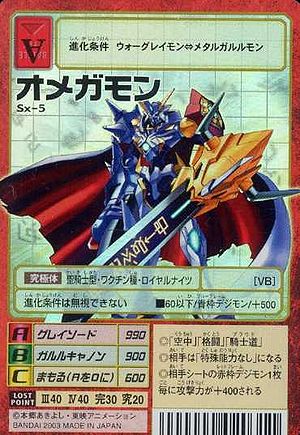 進化条件 ウォーグレイモン⇔メタルガルルモン
A
オメガモン
Sx-5
究極体 聖騎士型・ワクチン種・ロイヤルナイツ [VB]
進化条件は無視できない ■60以下/青枠デジモン/+500
A グレイソード 990
B ガルルキャノン 900
C まもる(Aを0に) 600
◎「空中」「格闘」「騎士道」
◎相手は「特殊能力なし」になる
◎相手シートの赤枠デジモン1枚毎に攻撃力が+400される
LOST POINT Ⅲ40 Ⅳ40 完30 究20
©本郷あきよし・東映アニメーション
BANDAI 2003 MADE IN JAPAN